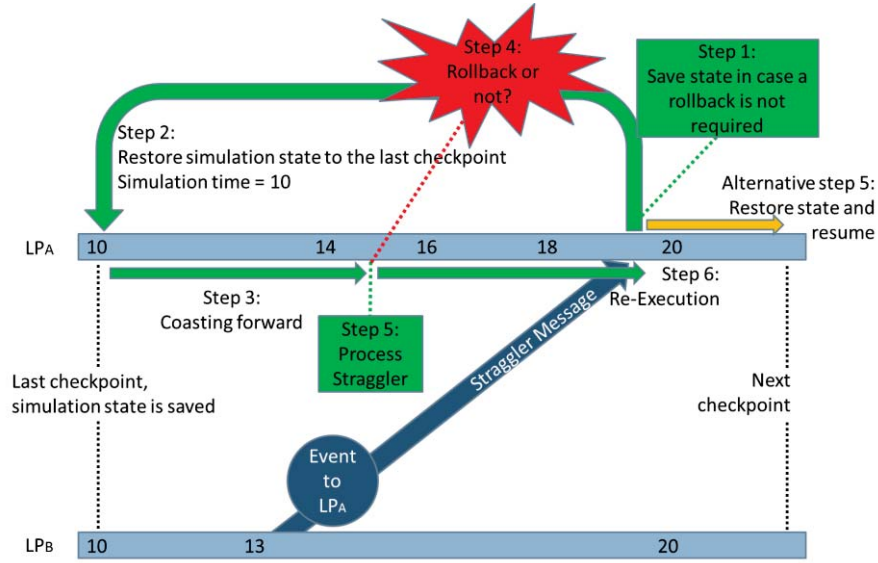 Step 4:
Rollback or
not?
Step 1:
Save state in case a
rollback is not
required
Step 2:
Restore simulation state to the last checkpoint
Simulation time = 10
Alternative step 5:
Restore state and
resume
LPA
10
14
16
18
20
Step 3:
Coasting forward
Step 5:
Process
Straggler
Step 6:
Re-Execution
Straggler Message
Last checkpoint,
simulation state is saved
Next
checkpoint
Event
to
LPA
LPB
10
13
20